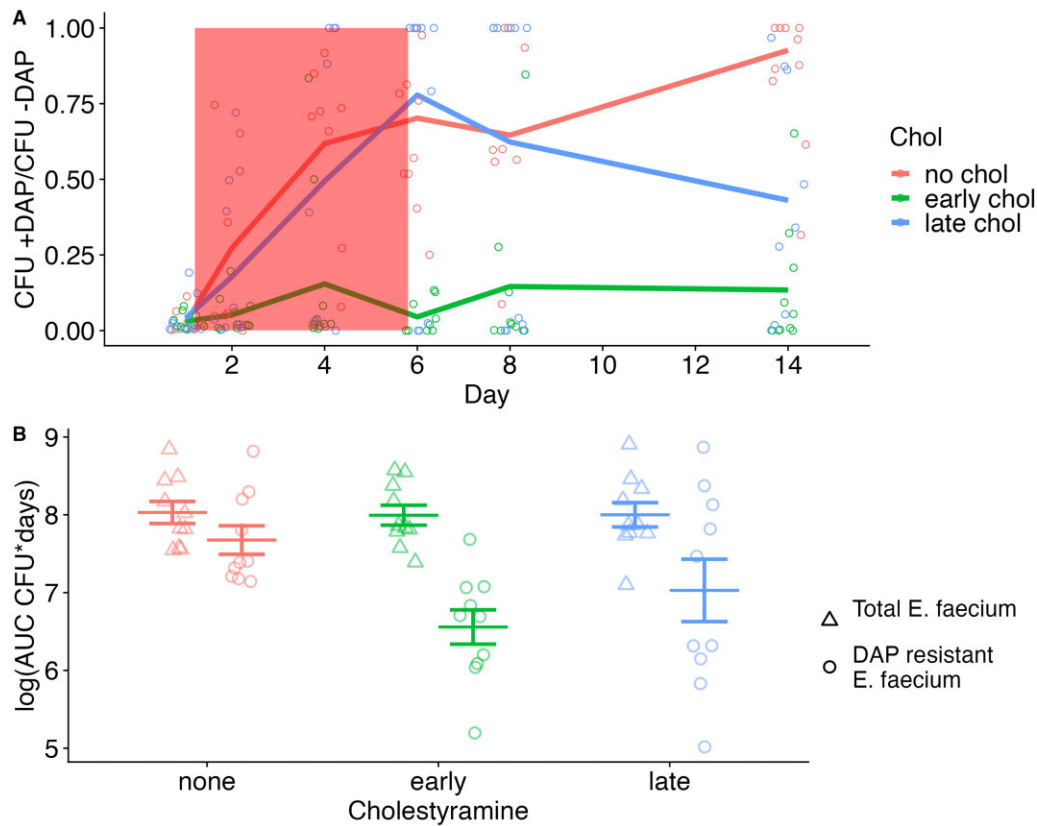 A
1.00
0.75
0.50
0.25
0.00
CFU +DAP/CFU -DAP
2 4 6 8 10 12 14
Day
Chol
no chol
early chol
late chol
B
9
8
7
6
5
log(AUC CFU*days)
none early late
Cholestyramine
Total E. faecium
DAP resistant
E. faecium